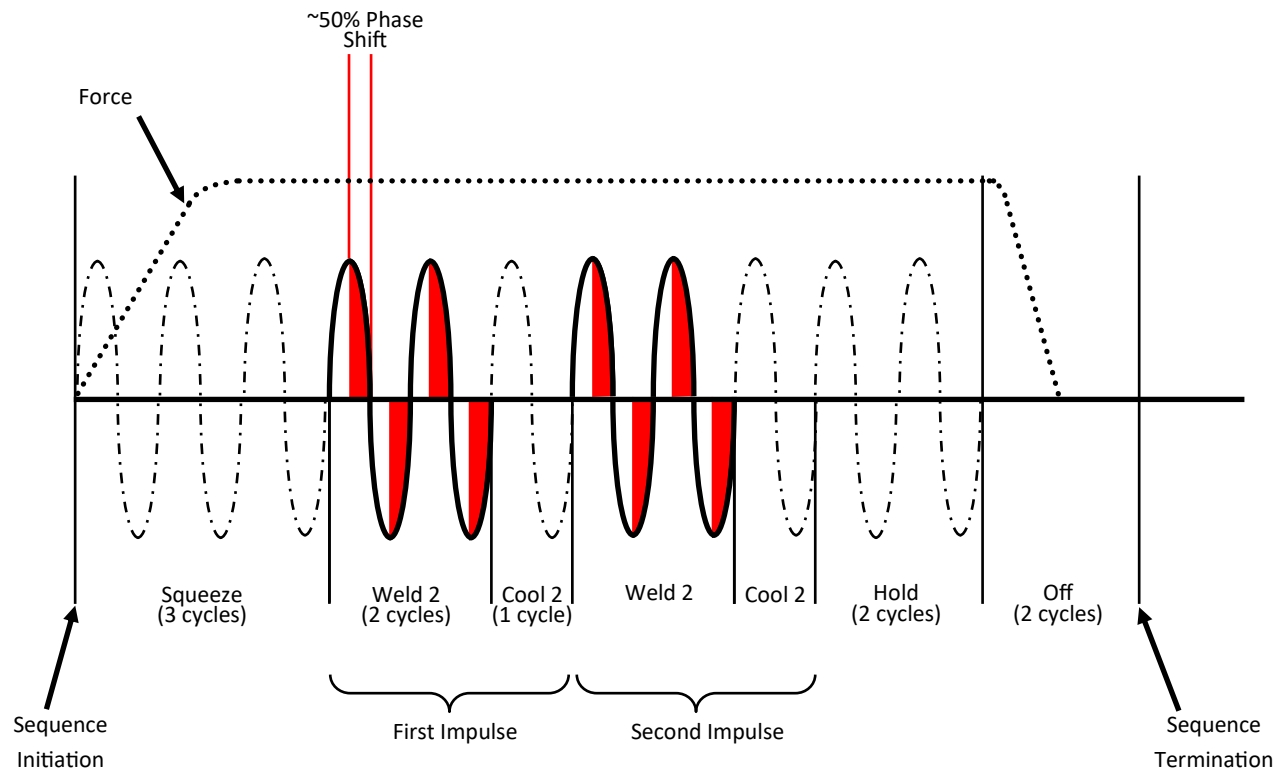 ~50% Phase
Shift
Force
Squeeze
(3 cycles)
Weld 2
(2 cycles)
Cool 2
(1 cycle)
Weld 2
Cool 2
Hold
(2 cycles)
Off
(2 cycles)
Sequence
Initiation
First Impulse
Second Impulse
Sequence
Termination